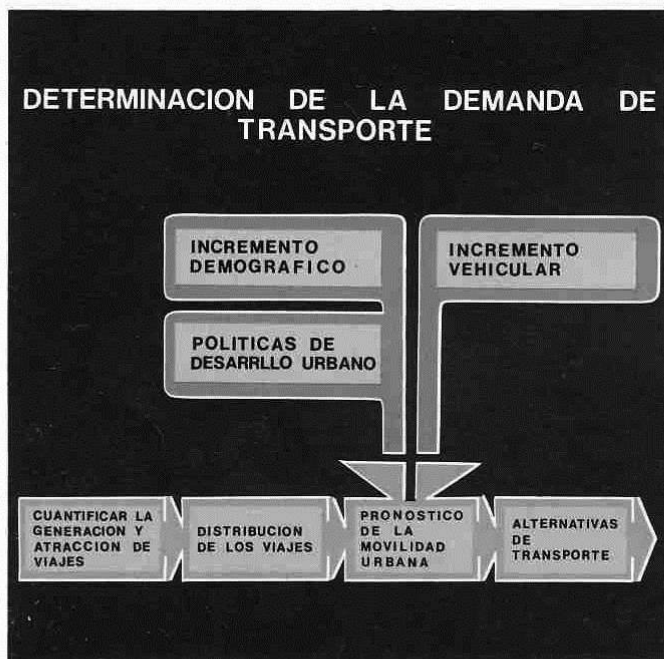 DETERMINACION DE LA DEMANDA DE
TRANSPORTE
INCREMENTO
DEMOGRAFICO
INCREMENTO
VEHICULAR
POLITICAS DE
DESARRLLO URBANO
CUANTIFICAR LA
GENERACION Y
ATRACCION DE
VIAJES
DISTRIBUCION
DE LOS VIAJES
PRONOSTICO
DE LA
MOVILIDAD
URBANA
ALTERNATIVAS
DE
TRANSPORTE